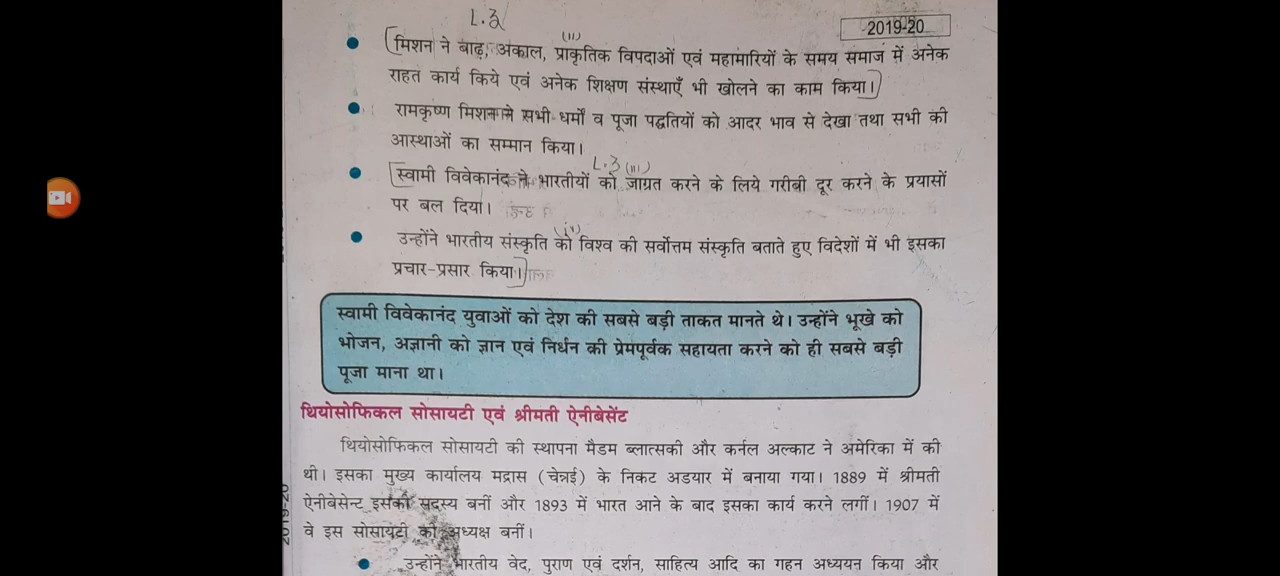 L.3
2019-20
(ii)
मिशन ने बाढ़, अकाल, प्राकृतिक विपदाओं एवं महामारियों के समय समाज में अनेक
राहत कार्य किये एवं अनेक शिक्षण संस्थाएँ भी खोलने का काम किया।
रामकृष्ण मिशन ने सभी धर्मों व पूजा पद्धतियों को आदर भाव से देखा तथा सभी की
आस्थाओं का सम्मान किया।
L.3 (iii)
स्वामी विवेकानंद ने भारतीयों को जाग्रत करने के लिये गरीबी दूर करने के प्रयासों
पर बल दिया।
उन्होंने भारतीय संस्कृति को विश्व की सर्वोत्तम संस्कृति बताते हुए विदेशों में भी इसका
प्रचार-प्रसार किया।
स्वामी विवेकानंद युवाओं को देश की सबसे बड़ी ताकत मानते थे। उन्होंने भूखे को
भोजन, अज्ञानी को ज्ञान एवं निर्धन की प्रेमपूर्वक सहायता करने को ही सबसे बड़ी
पूजा माना था।
थियोसोफिकल सोसायटी एवं श्रीमती ऐनीबेसेंट
थियोसोफिकल सोसायटी की स्थापना मैडम ब्लात्सकी और कर्नल अल्काट ने अमेरिका में की
थी। इसका मुख्य कार्यालय मद्रास (चेन्नई) के निकट अडयार में बनाया गया। 1889 में श्रीमती
ऐनीबेसेन्ट इसकी सदस्य बनीं और 1893 में भारत आने के बाद इसका कार्य करने लगीं। 1907 में
वे इस सोसायटी की अध्यक्ष बनीं।
उन्होंने भारतीय वेद, पुराण एवं दर्शन, साहित्य आदि का गहन अध्ययन किया और